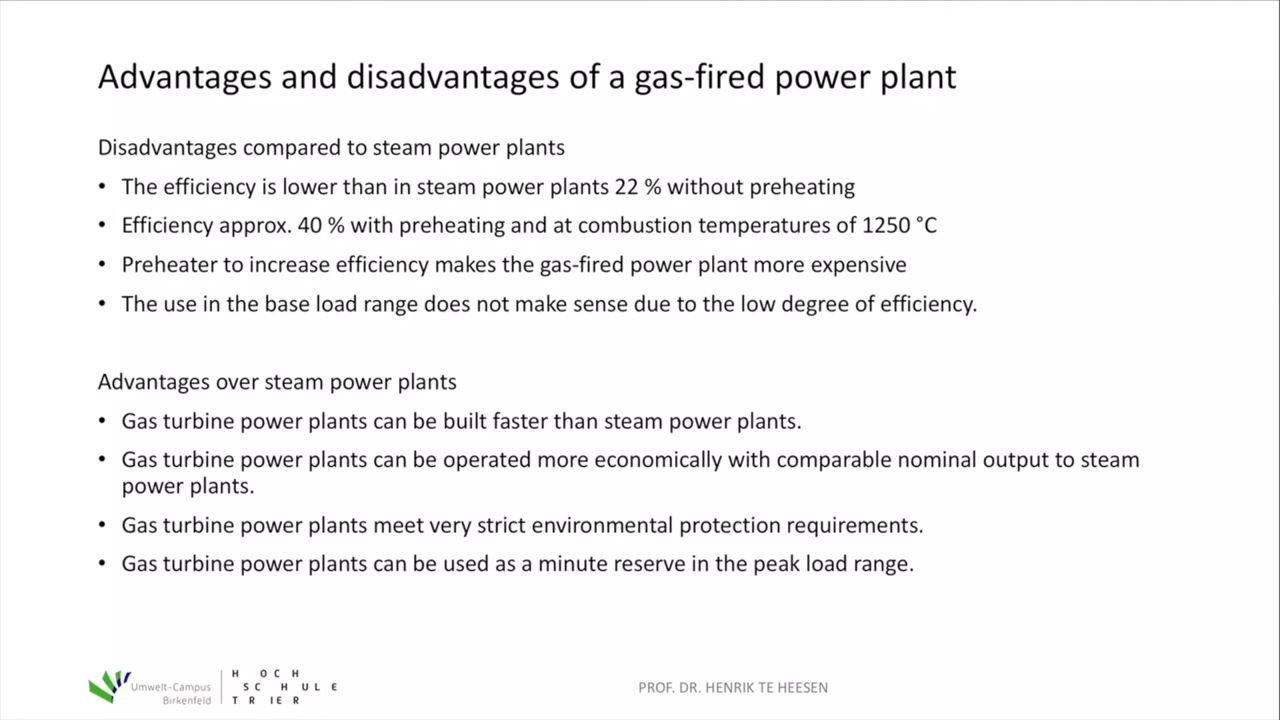 Advantages and disadvantages of a gas-fired power plant
Disadvantages compared to steam power plants
• The efficiency is lower than in steam power plants 22 % without preheating
• Efficiency approx. 40 % with preheating and at combustion temperatures of 1250 °C
• Preheater to increase efficiency makes the gas-fired power plant more expensive
• The use in the base load range does not make sense due to the low degree of efficiency.
Advantages over steam power plants
• Gas turbine power plants can be built faster than steam power plants.
• Gas turbine power plants can be operated more economically with comparable nominal output to steam
power plants.
• Gas turbine power plants meet very strict environmental protection requirements.
• Gas turbine power plants can be used as a minute reserve in the peak load range.
Umwelt-Campus
Birkenfeld
HOCH
SCHULE
TRIER
PROF. DR. HENRIK TE HEESEN